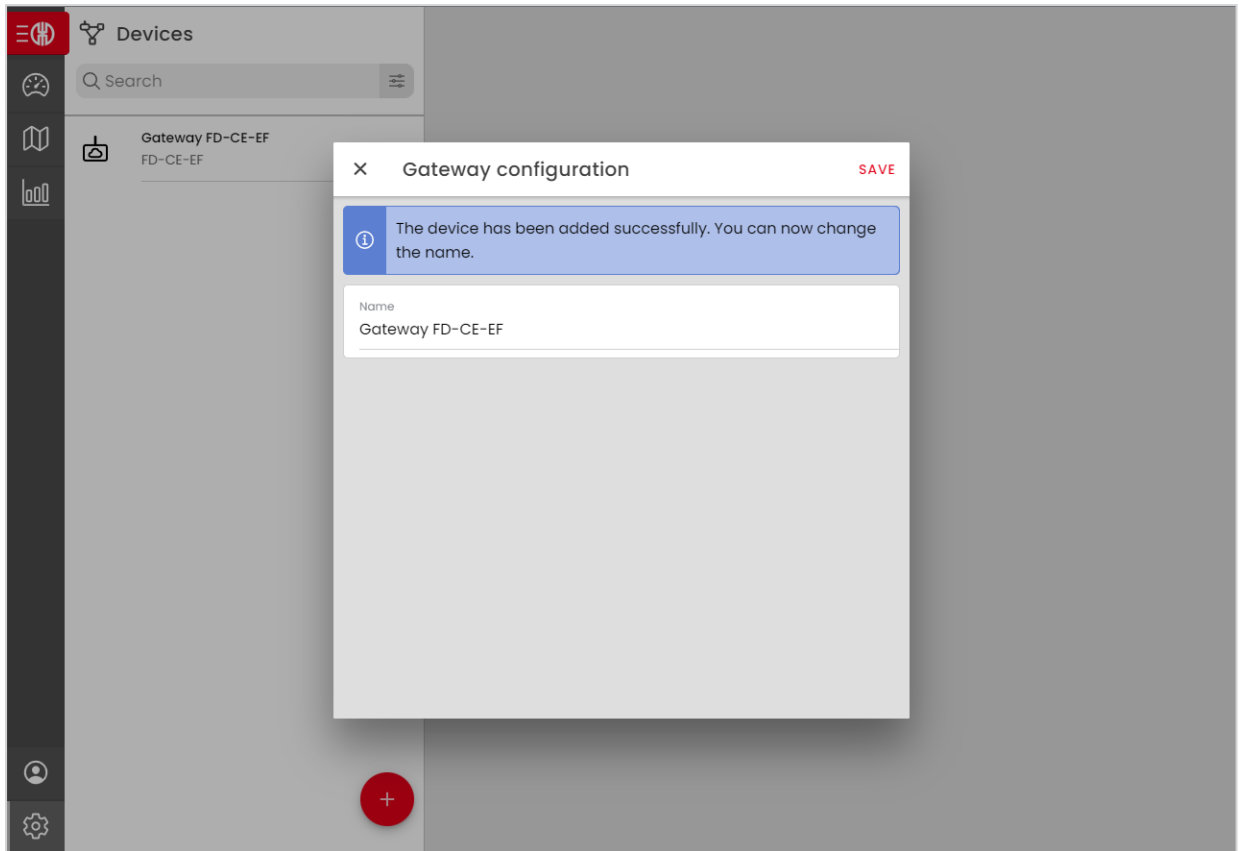 Devices
Search
Gateway FD-CE-EF
FD-CE-EF
Gateway configuration
SAVE
The device has been added successfully. You can now change
the name.
Name
Gateway FD-CE-EF